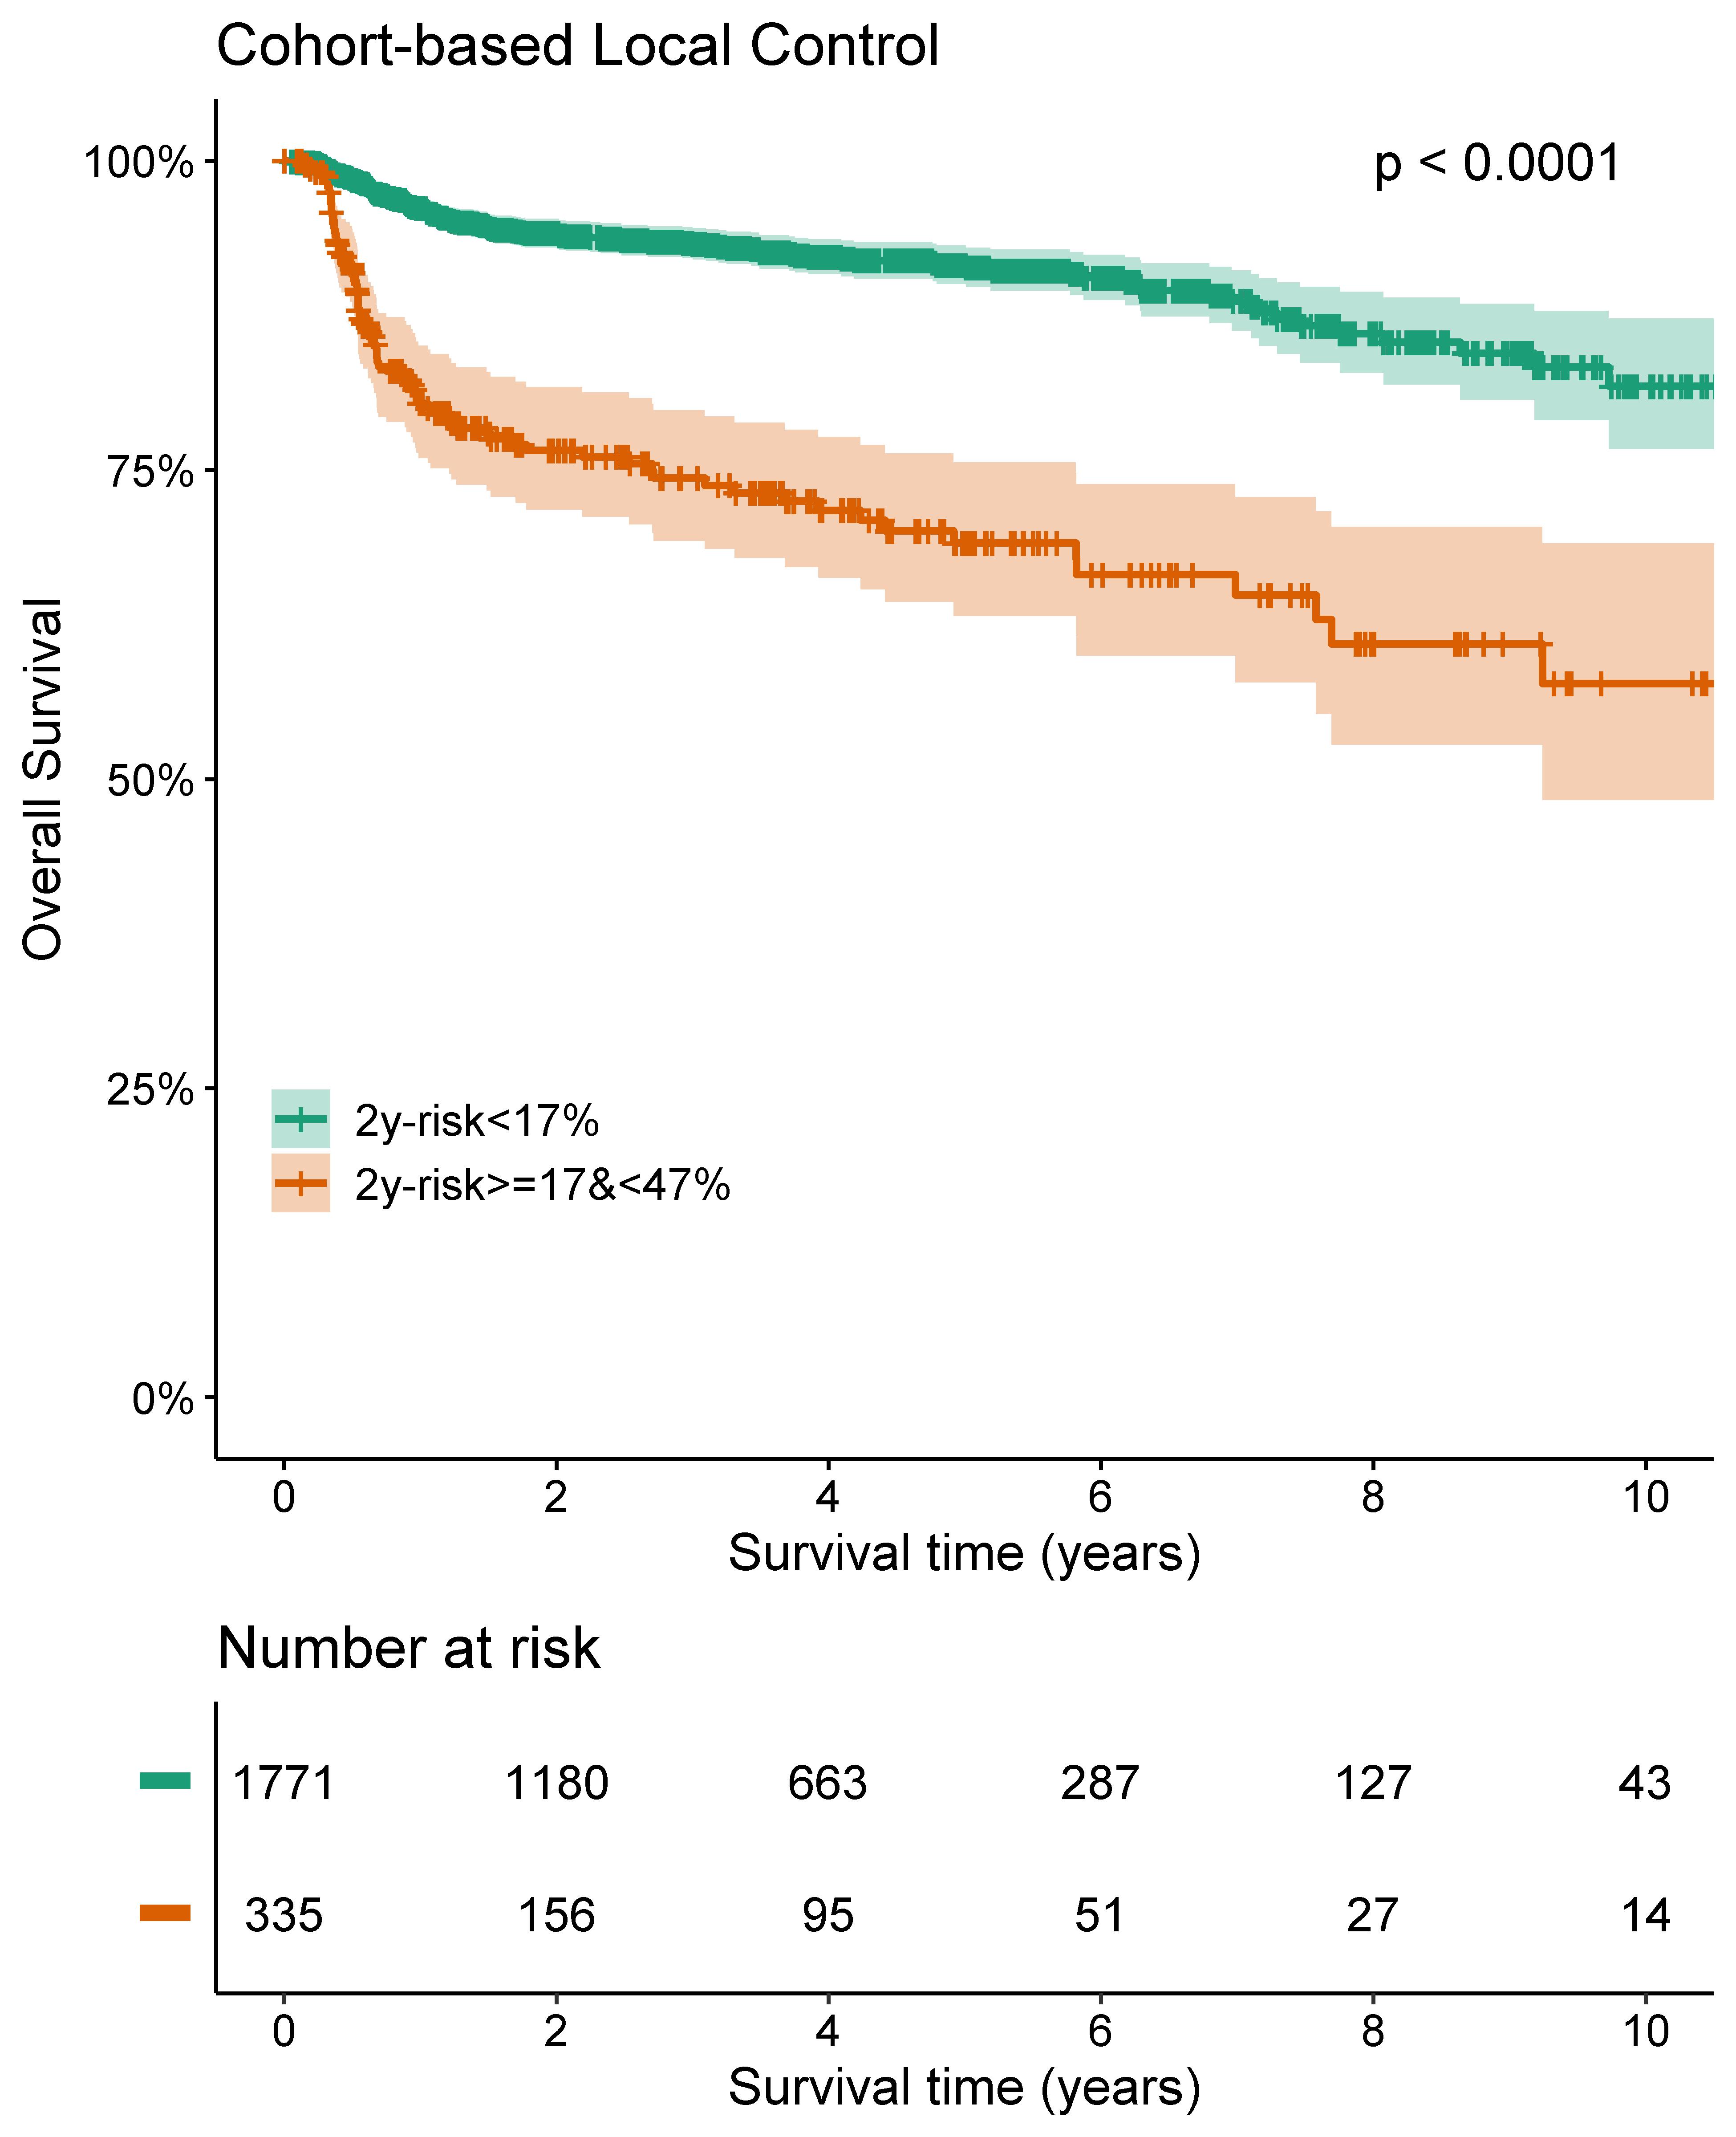 Cohort-based Local Control
p < 0.0001
100%
75%
50%
25%
0%
Overall Survival
2y-risk<17%
2y-risk>=17&<47%
0 2 4 6 8 10
Survival time (years)
Number at risk
1771 1180 663 287 127 43
335 156 95 51 27 14
0 2 4 6 8 10
Survival time (years)